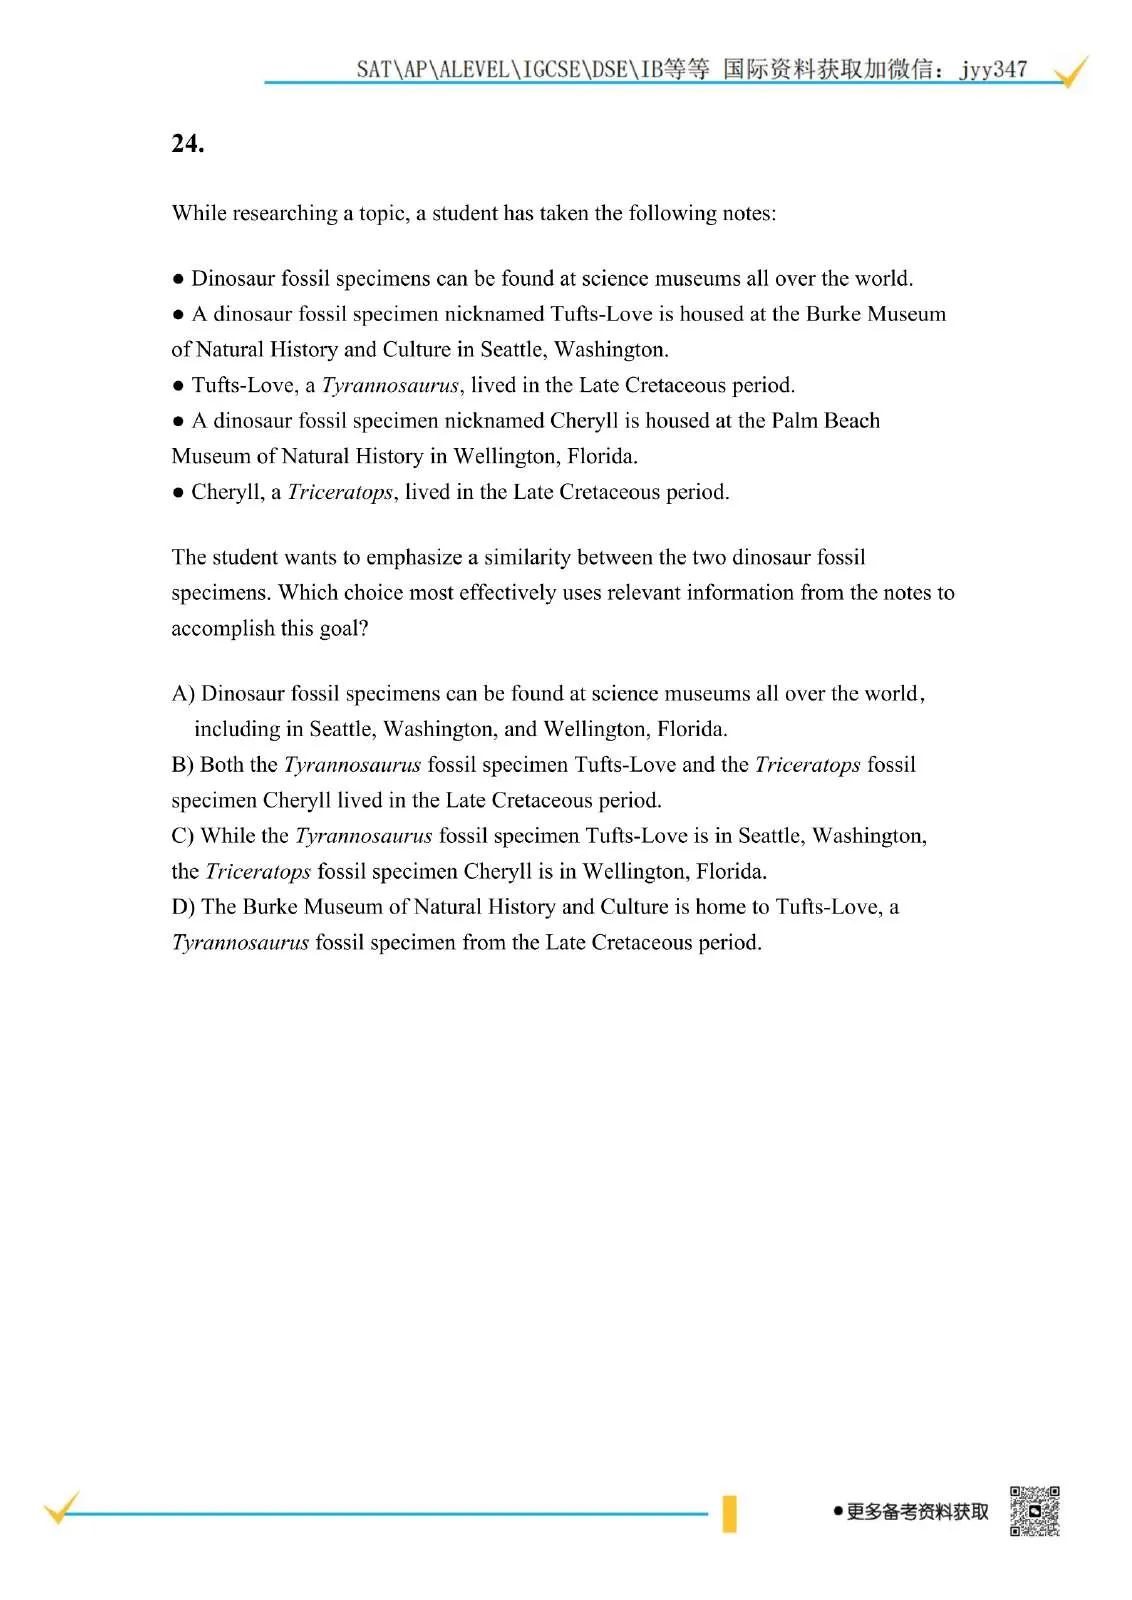 SAT\AP\ALEVEL\IGCSE\DSE\IB等等 国际资料获取加微信：jyy347
24.
While researching a topic, a student has taken the following notes:
● Dinosaur fossil specimens can be found at science museums all over the world.
● A dinosaur fossil specimen nicknamed Tufts-Love is housed at the Burke Museum
of Natural History and Culture in Seattle, Washington.
● Tufts-Love, a Tyrannosaurus, lived in the Late Cretaceous period.
● A dinosaur fossil specimen nicknamed Cheryll is housed at the Palm Beach
Museum of Natural History in Wellington, Florida.
● Cheryll, a Triceratops, lived in the Late Cretaceous period.
The student wants to emphasize a similarity between the two dinosaur fossil
specimens. Which choice most effectively uses relevant information from the notes to
accomplish this goal?
A) Dinosaur fossil specimens can be found at science museums all over the world,
including in Seattle, Washington, and Wellington, Florida.
B) Both the Tyrannosaurus fossil specimen Tufts-Love and the Triceratops fossil
specimen Cheryll lived in the Late Cretaceous period.
C) While the Tyrannosaurus fossil specimen Tufts-Love is in Seattle, Washington,
the Triceratops fossil specimen Cheryll is in Wellington, Florida.
D) The Burke Museum of Natural History and Culture is home to Tufts-Love, a
Tyrannosaurus fossil specimen from the Late Cretaceous period.
●更多备考资料获取